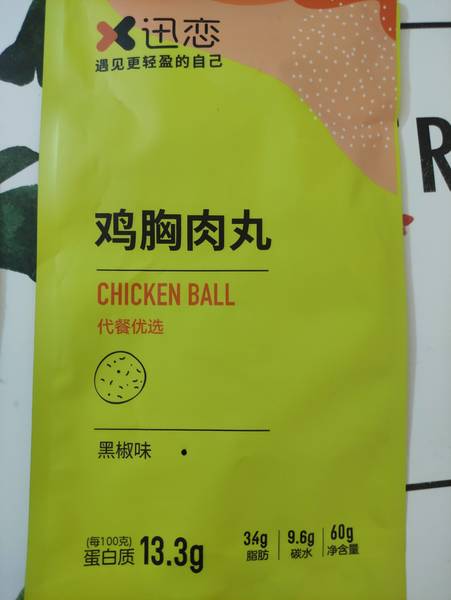 迅恋
遇见更轻盈的自己
R
鸡胸肉丸
CHICKEN BALL
代餐优选
黑椒味
(每100克)
蛋白质 13.3g
3.4g 脂肪
9.6g 碳水
60g 净含量